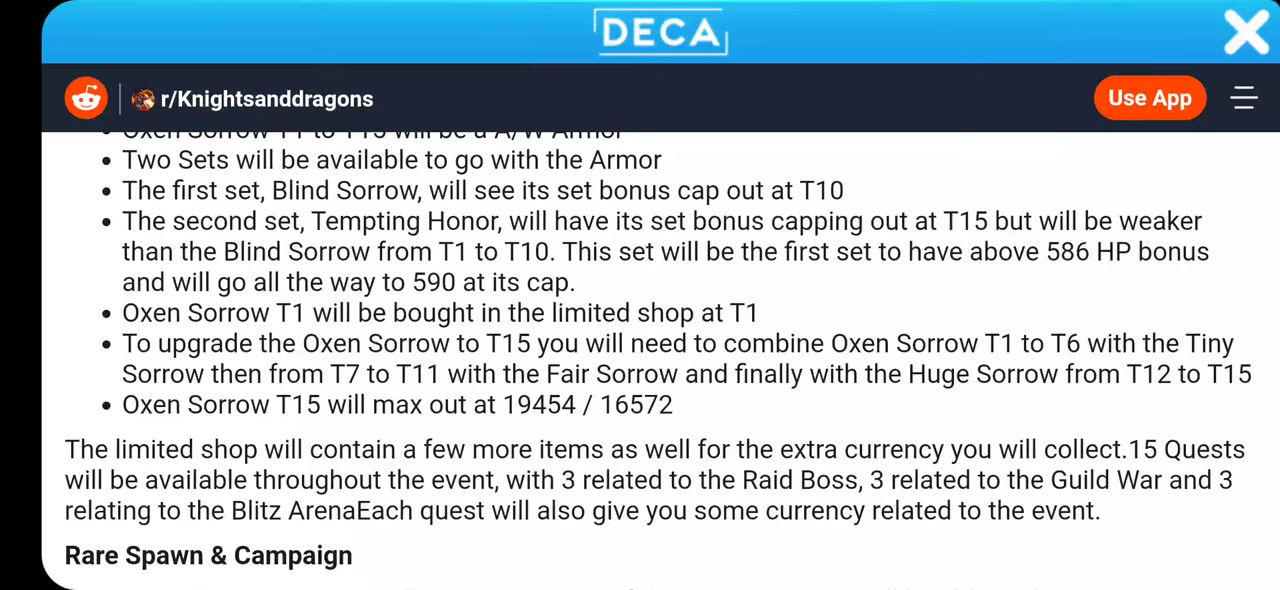 DECA
r/Knightsanddragons
Use App
Oxen Sorrow T1 to T15 will be a A/W Armor
• Two Sets will be available to go with the Armor
• The first set, Blind Sorrow, will see its set bonus cap out at T10
• The second set, Tempting Honor, will have its set bonus capping out at T15 but will be weaker
than the Blind Sorrow from T1 to T10. This set will be the first set to have above 586 HP bonus
and will go all the way to 590 at its cap.
• Oxen Sorrow T1 will be bought in the limited shop at T1
• To upgrade the Oxen Sorrow to T15 you will need to combine Oxen Sorrow T1 to T6 with the Tiny
Sorrow then from T7 to T11 with the Fair Sorrow and finally with the Huge Sorrow from T12 to T15
• Oxen Sorrow T15 will max out at 19454 / 16572
The limited shop will contain a few more items as well for the extra currency you will collect.15 Quests
will be available throughout the event, with 3 related to the Raid Boss, 3 related to the Guild War and 3
relating to the Blitz ArenaEach quest will also give you some currency related to the event.
Rare Spawn & Campaign